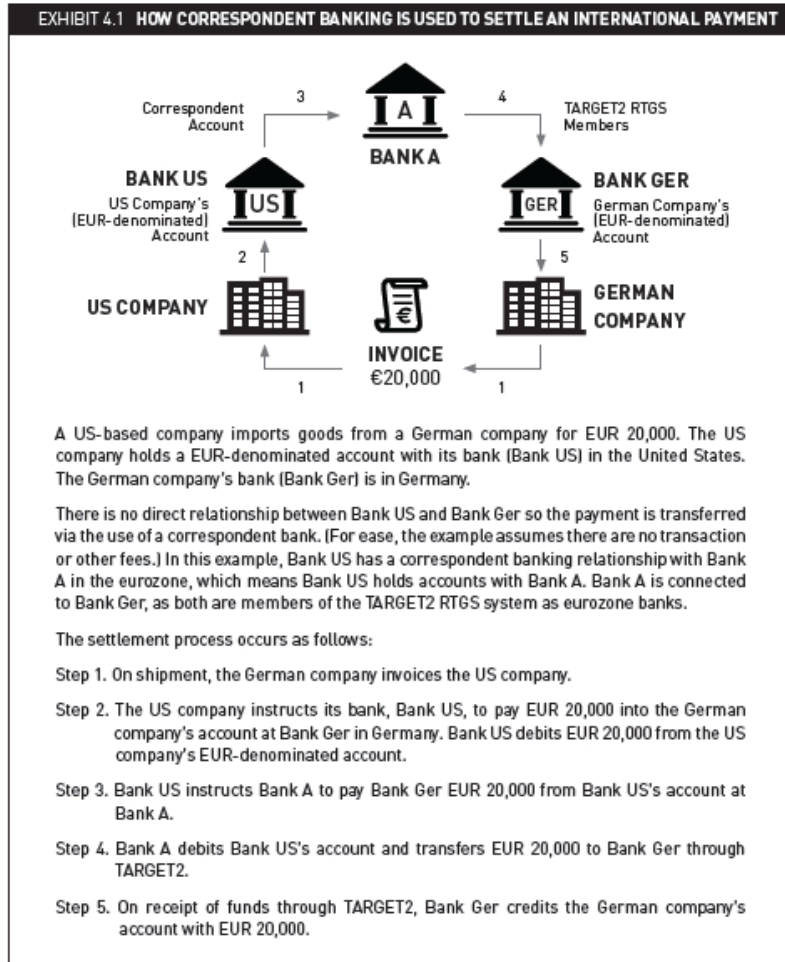 EXHIBIT 4.1 HOW CORRESPONDENT BANKING IS USED TO SETTLE AN INTERNATIONAL PAYMENT
3
4
Correspondent
Account
A
TARGET2 RTGS
Members
BANK A
BANK US
US Company's
(EUR-denominated)
Account
US
GER
BANK GER
German Company's
(EUR-denominated)
Account
2
5
US COMPANY
€
GERMAN
COMPANY
INVOICE
€20,000
1
1
A US-based company imports goods from a German company for EUR 20,000. The US
company holds a EUR-denominated account with its bank (Bank US) in the United States.
The German company's bank (Bank Ger) is in Germany.
There is no direct relationship between Bank US and Bank Ger so the payment is transferred
via the use of a correspondent bank. (For ease, the example assumes there are no transaction
or other fees.) In this example, Bank US has a correspondent banking relationship with Bank
A in the eurozone, which means Bank US holds accounts with Bank A. Bank A is connected
to Bank Ger, as both are members of the TARGET2 RTGS system as eurozone banks.
The settlement process occurs as follows:
Step 1. On shipment, the German company invoices the US company.
Step 2. The US company instructs its bank, Bank US, to pay EUR 20,000 into the German
company's account at Bank Ger in Germany. Bank US debits EUR 20,000 from the US
company's EUR-denominated account.
Step 3. Bank US instructs Bank A to pay Bank Ger EUR 20,000 from Bank US's account at
Bank A.
Step 4. Bank A debits Bank US's account and transfers EUR 20,000 to Bank Ger through
TARGET2.
Step 5. On receipt of funds through TARGET2, Bank Ger credits the German company's
account with EUR 20,000.